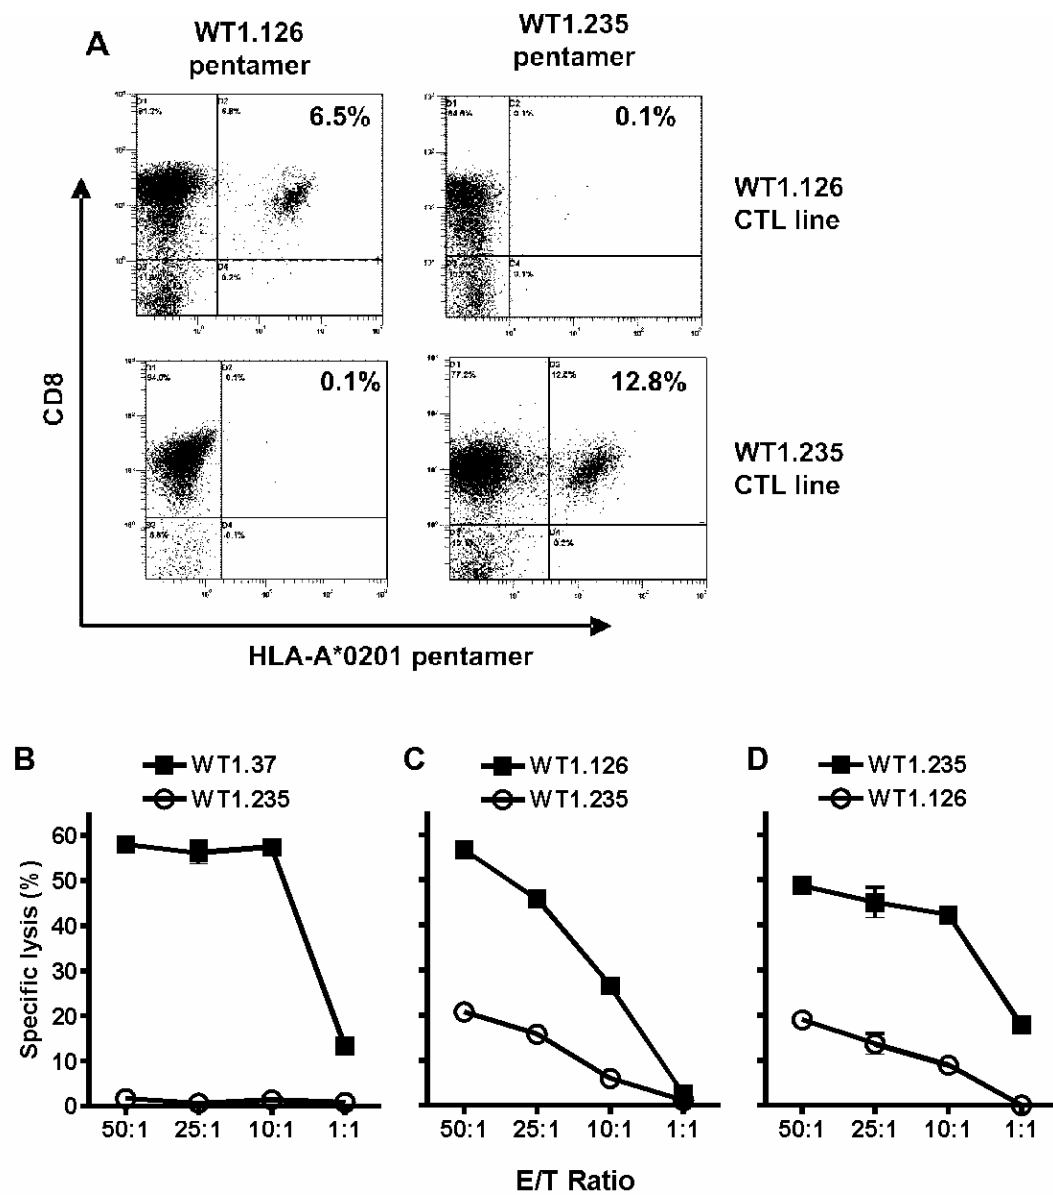 A
WT1.126
pentamer
WT1.235
pentamer
6.5%
0.1%
WT1.126
CTL line
0.1%
12.8%
WT1.235
CTL line
CD8
HLA-A*0201 pentamer
B
WT1.37
WT1.235
C
WT1.126
WT1.235
D
WT1.235
WT1.126
Specific lysis (%)
60
50
40
30
20
10
0
50:1 25:1 10:1 1:1
50:1 25:1 10:1 1:1
50:1 25:1 10:1 1:1
E/T Ratio